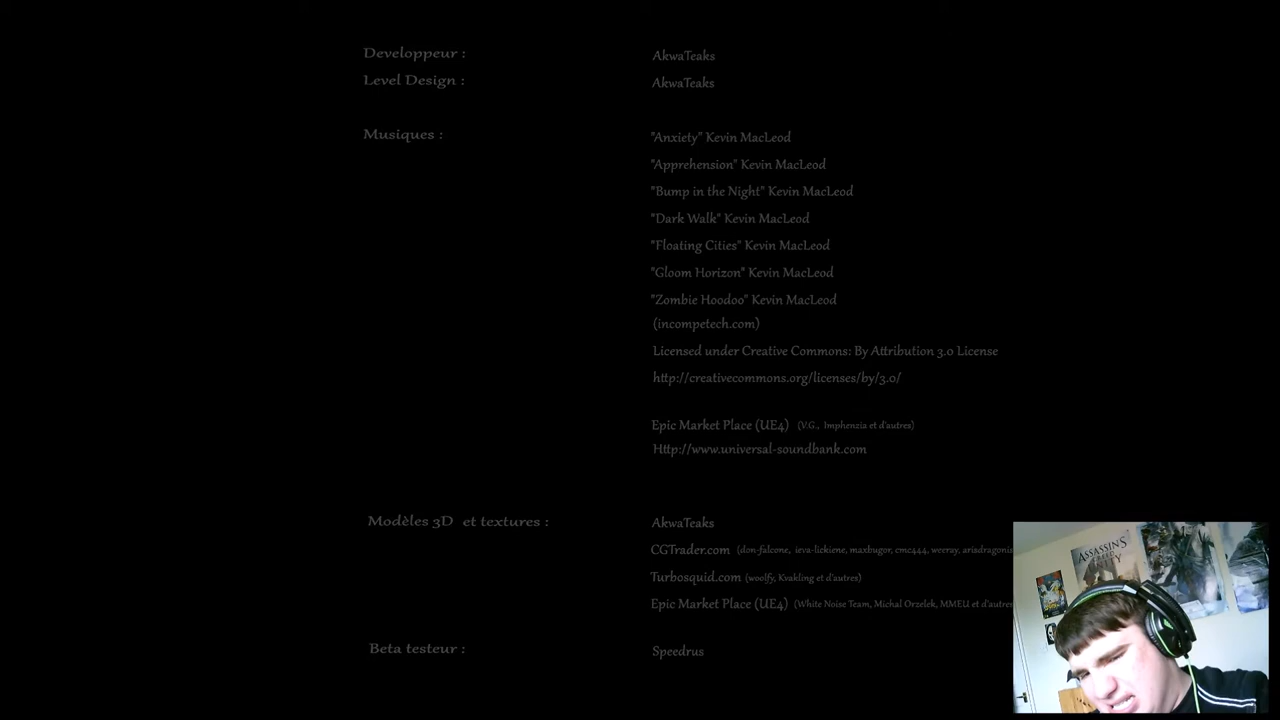 Developpeur : AkwaTeaks
Level Design : AkwaTeaks
Musiques : "Anxiety" Kevin MacLeod
"Apprehension" Kevin MacLeod
"Bump in the Night" Kevin MacLeod
"Dark Walk" Kevin MacLeod
"Floating Cities" Kevin MacLeod
"Gloom Horizon" Kevin MacLeod
"Zombie Hoodoo" Kevin MacLeod
(incompetech.com)
Licensed under Creative Commons: By Attribution 3.0 License
http://creativecommons.org/licenses/by/3.0/
Epic Market Place (UE4) (V.G., Imphenzia et d'autres)
Http://www.universal-soundbank.com
Modèles 3D et textures : AkwaTeaks
CGTrader.com (don-falcone, ieva-lickiene, maxbugor, cmc444, weeray, arisdragonis
Turbosquid.com (woolfy, Kvakling et d'autres)
Epic Market Place (UE4) (White Noise Team, Michal Orzelek, MMEU et d'autres
Beta testeur : Speedrus
ASSASSIN'S
CREED
UNITY